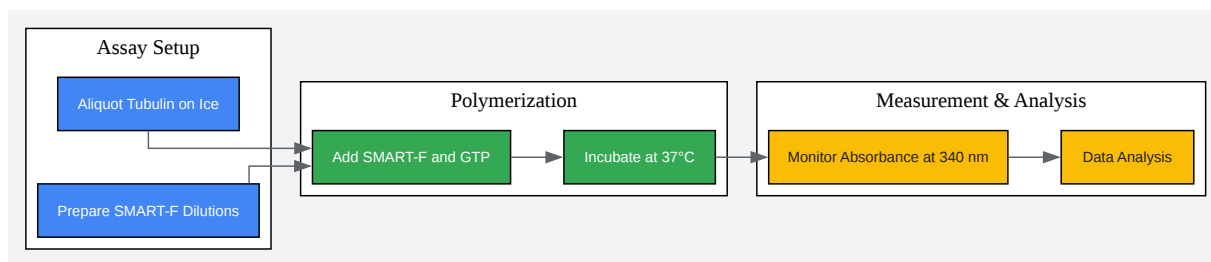 Assay Setup
Aliquot Tubulin on Ice
Prepare SMART-F Dilutions
Polymerization
Add SMART-F and GTP
Incubate at 37°C
Measurement & Analysis
Monitor Absorbance at 340 nm
Data Analysis